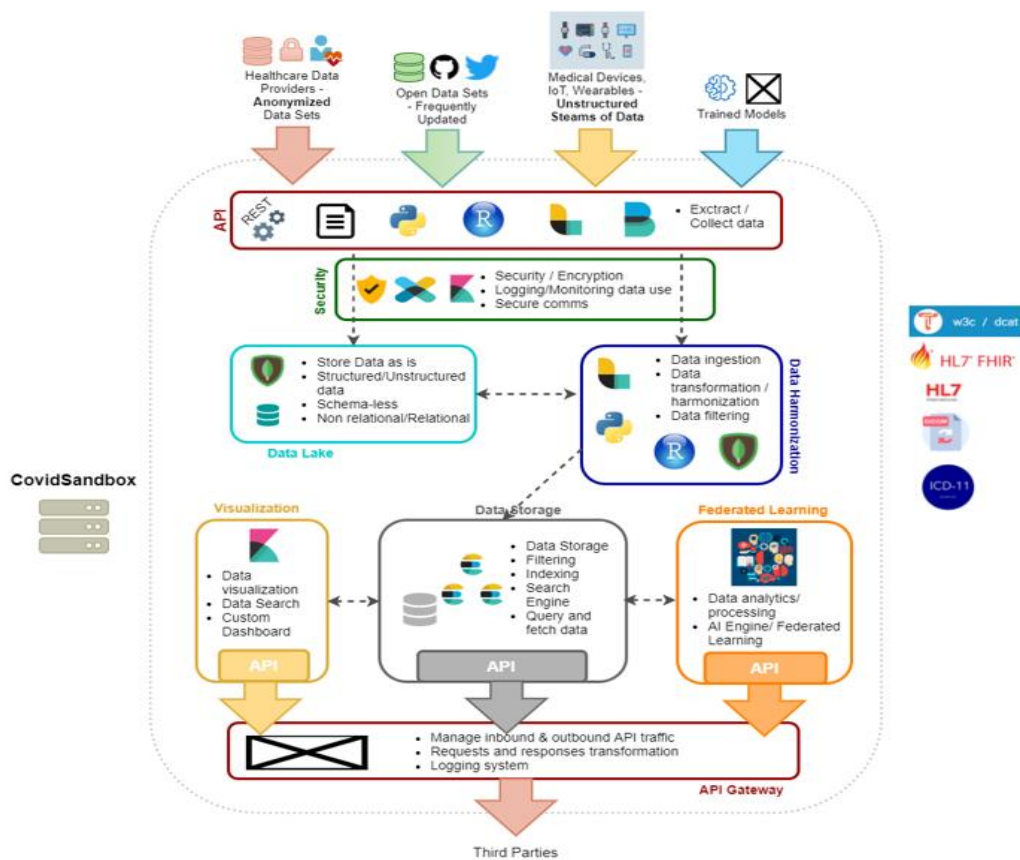 Healthcare Data
Providers -
Anonymized
Data Sets
Open Data Sets
- Frequently
Updated
Medical Devices,
IoT, Wearables -
Unstructured
Steams of Data
Trained Models
API
REST
R
• Exctract /
Collect data
Security
• Security / Encryption
• Logging/Monitoring data use
• Secure comms
• Store Data as is
• Structured/Unstructured
data
• Schema-less
• Non relational/Relational
Data Lake
• Data ingestion
• Data
transformation /
harmonization
• Data filtering
R
Data Harmonization
w3c / dcat
HL7 FHIR
HL7
International
DICOM
ICD-11
CovidSandbox
Visualization
• Data
visualization
• Data Search
• Custom
Dashboard
API
Data Storage
• Data Storage
• Filtering
• Indexing
• Search
Engine
• Query and
fetch data
API
Federated Learning
• Data analytics/
processing
• AI Engine/ Federated
Learning
API
• Manage inbound & outbound API traffic
• Requests and responses transformation
• Logging system
API Gateway
Third Parties